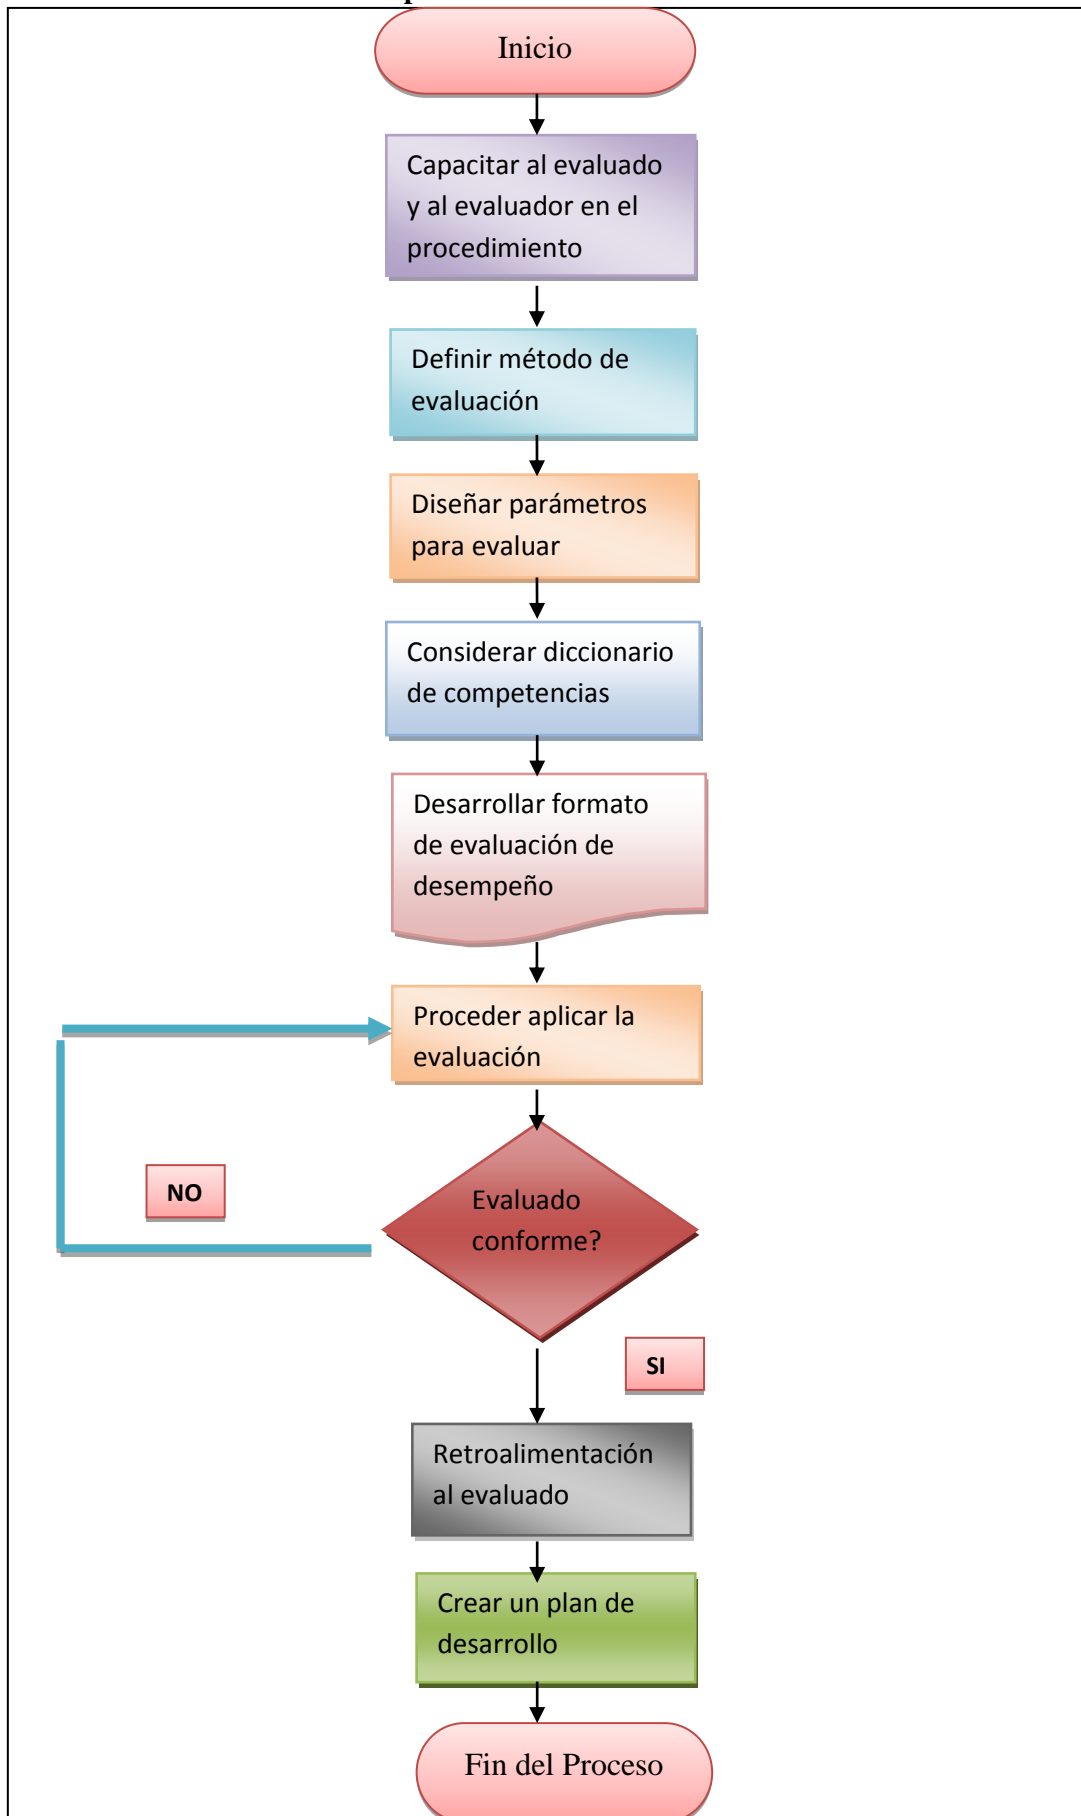 Inicio
Capacitar al evaluado
y al evaluador en el
procedimiento
Definir método de
evaluación
Diseñar parámetros
para evaluar
Considerar diccionario
de competencias
Desarrollar formato
de evaluación de
desempeño
Proceder aplicar la
evaluación
NO
Evaluado
conforme?
SI
Retroalimentación
al evaluado
Crear un plan de
desarrollo
Fin del Proceso